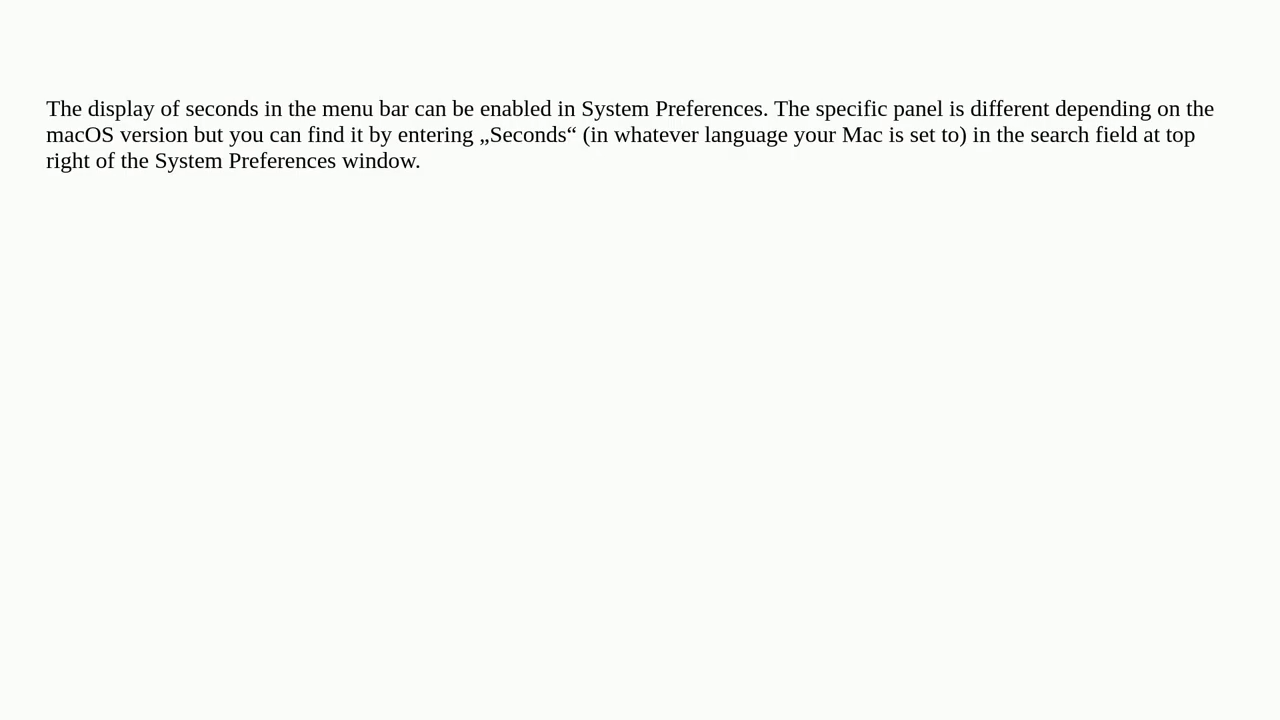 The display of seconds in the menu bar can be enabled in System Preferences. The specific panel is different depending on the
macOS version but you can find it by entering „Seconds“ (in whatever language your Mac is set to) in the search field at top
right of the System Preferences window.